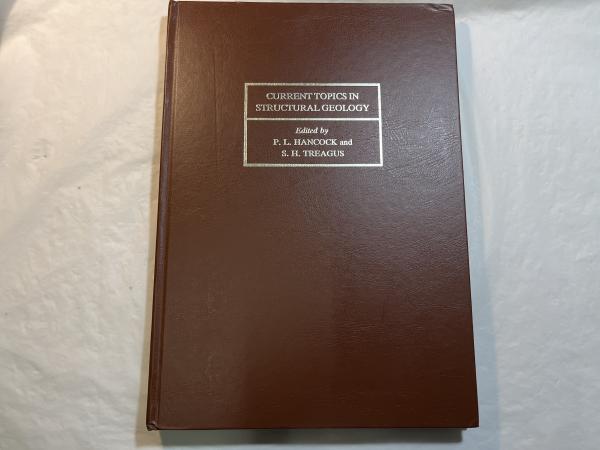 CURRENT TOPICS IN
STRUCTURAL GEOLOGY
Edited by
P. L. HANCOCK and
S. H. TREAGUS